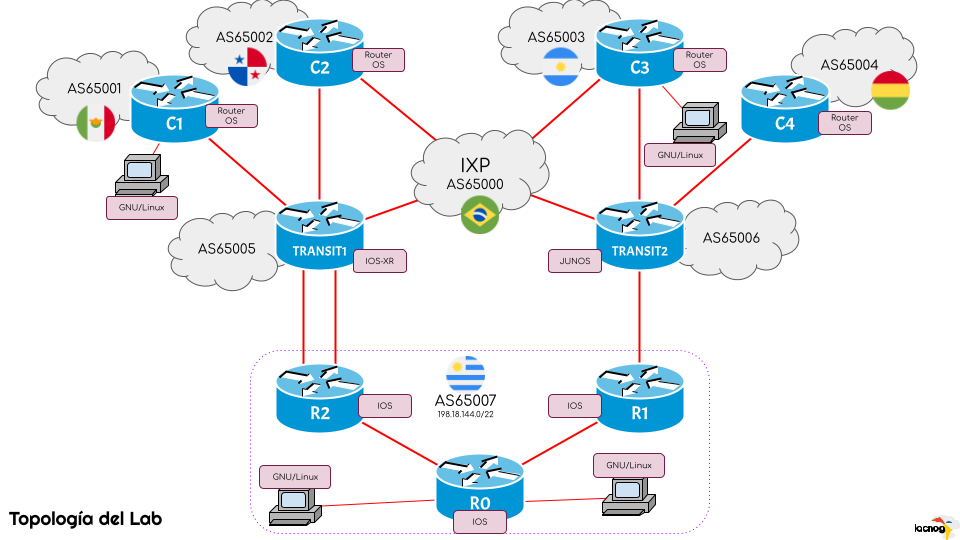 AS65002
C2
Router
OS
AS65003
C3
Router
OS
AS65001
C1
Router
OS
AS65004
C4
Router
OS
GNU/Linux
GNU/Linux
IXP
AS65000
AS65005
TRANSIT1
IOS-XR
JUNOS
TRANSIT2
AS65006
R2
IOS
AS65007
198.18.144.0/22
IOS
R1
GNU/Linux
GNU/Linux
R0
IOS
Topología del Lab
lacnog